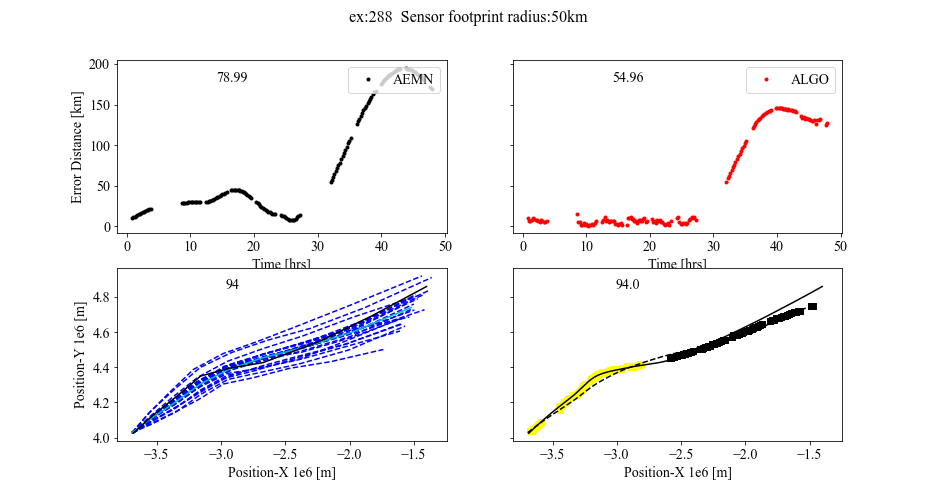 ex:288 Sensor footprint radius:50km
78.99
AEMN
54.96
ALGO
200
150
100
50
0
Error Distance [km]
0 10 20 30 40 50
0 10 20 30 40 50
Time [hrs]
Time [hrs]
94
94.0
4.8
4.6
4.4
4.2
4.0
Position-Y 1e6 [m]
−3.5 −3.0 −2.5 −2.0 −1.5
−3.5 −3.0 −2.5 −2.0 −1.5
Position-X 1e6 [m]
Position-X 1e6 [m]